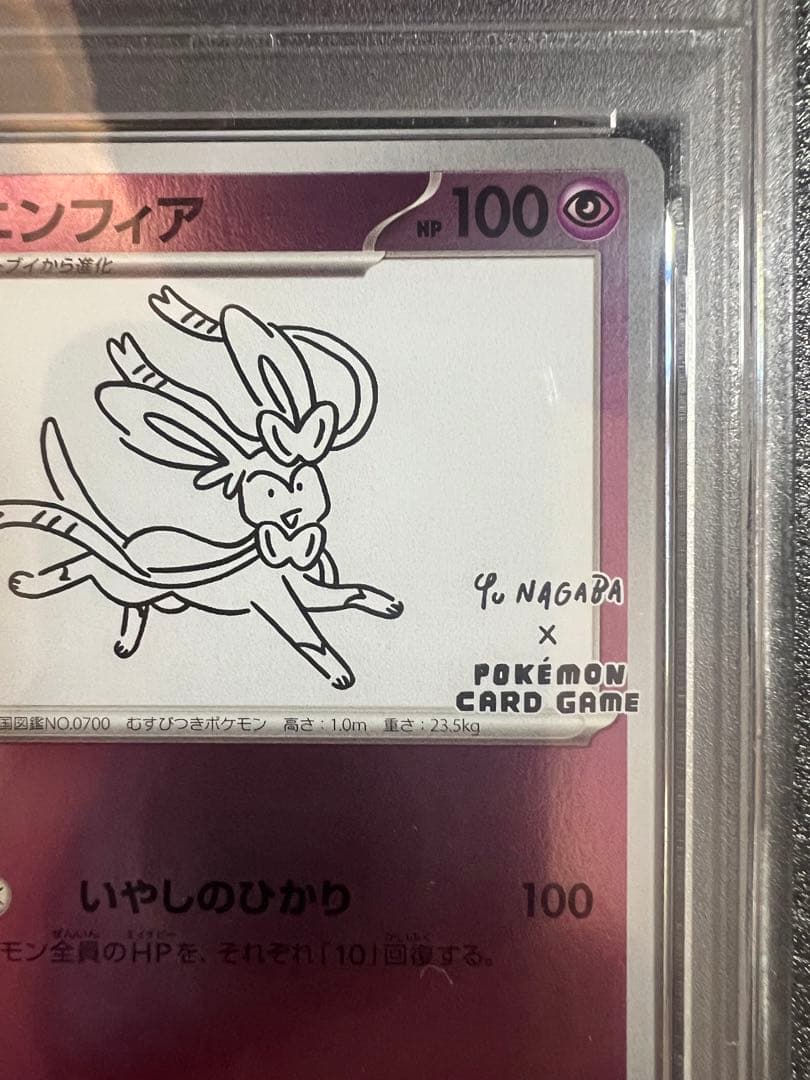 ニンフィア HP 100
ーブイから進化
Yu NAGABA
×
POKÉMON
CARD GAME
国図鑑NO.0700 むすびつきポケモン 高さ：1.0m 重さ：23.5kg
いやしのひかり 100
モン全員のHPを、それぞれ「10」回復する。